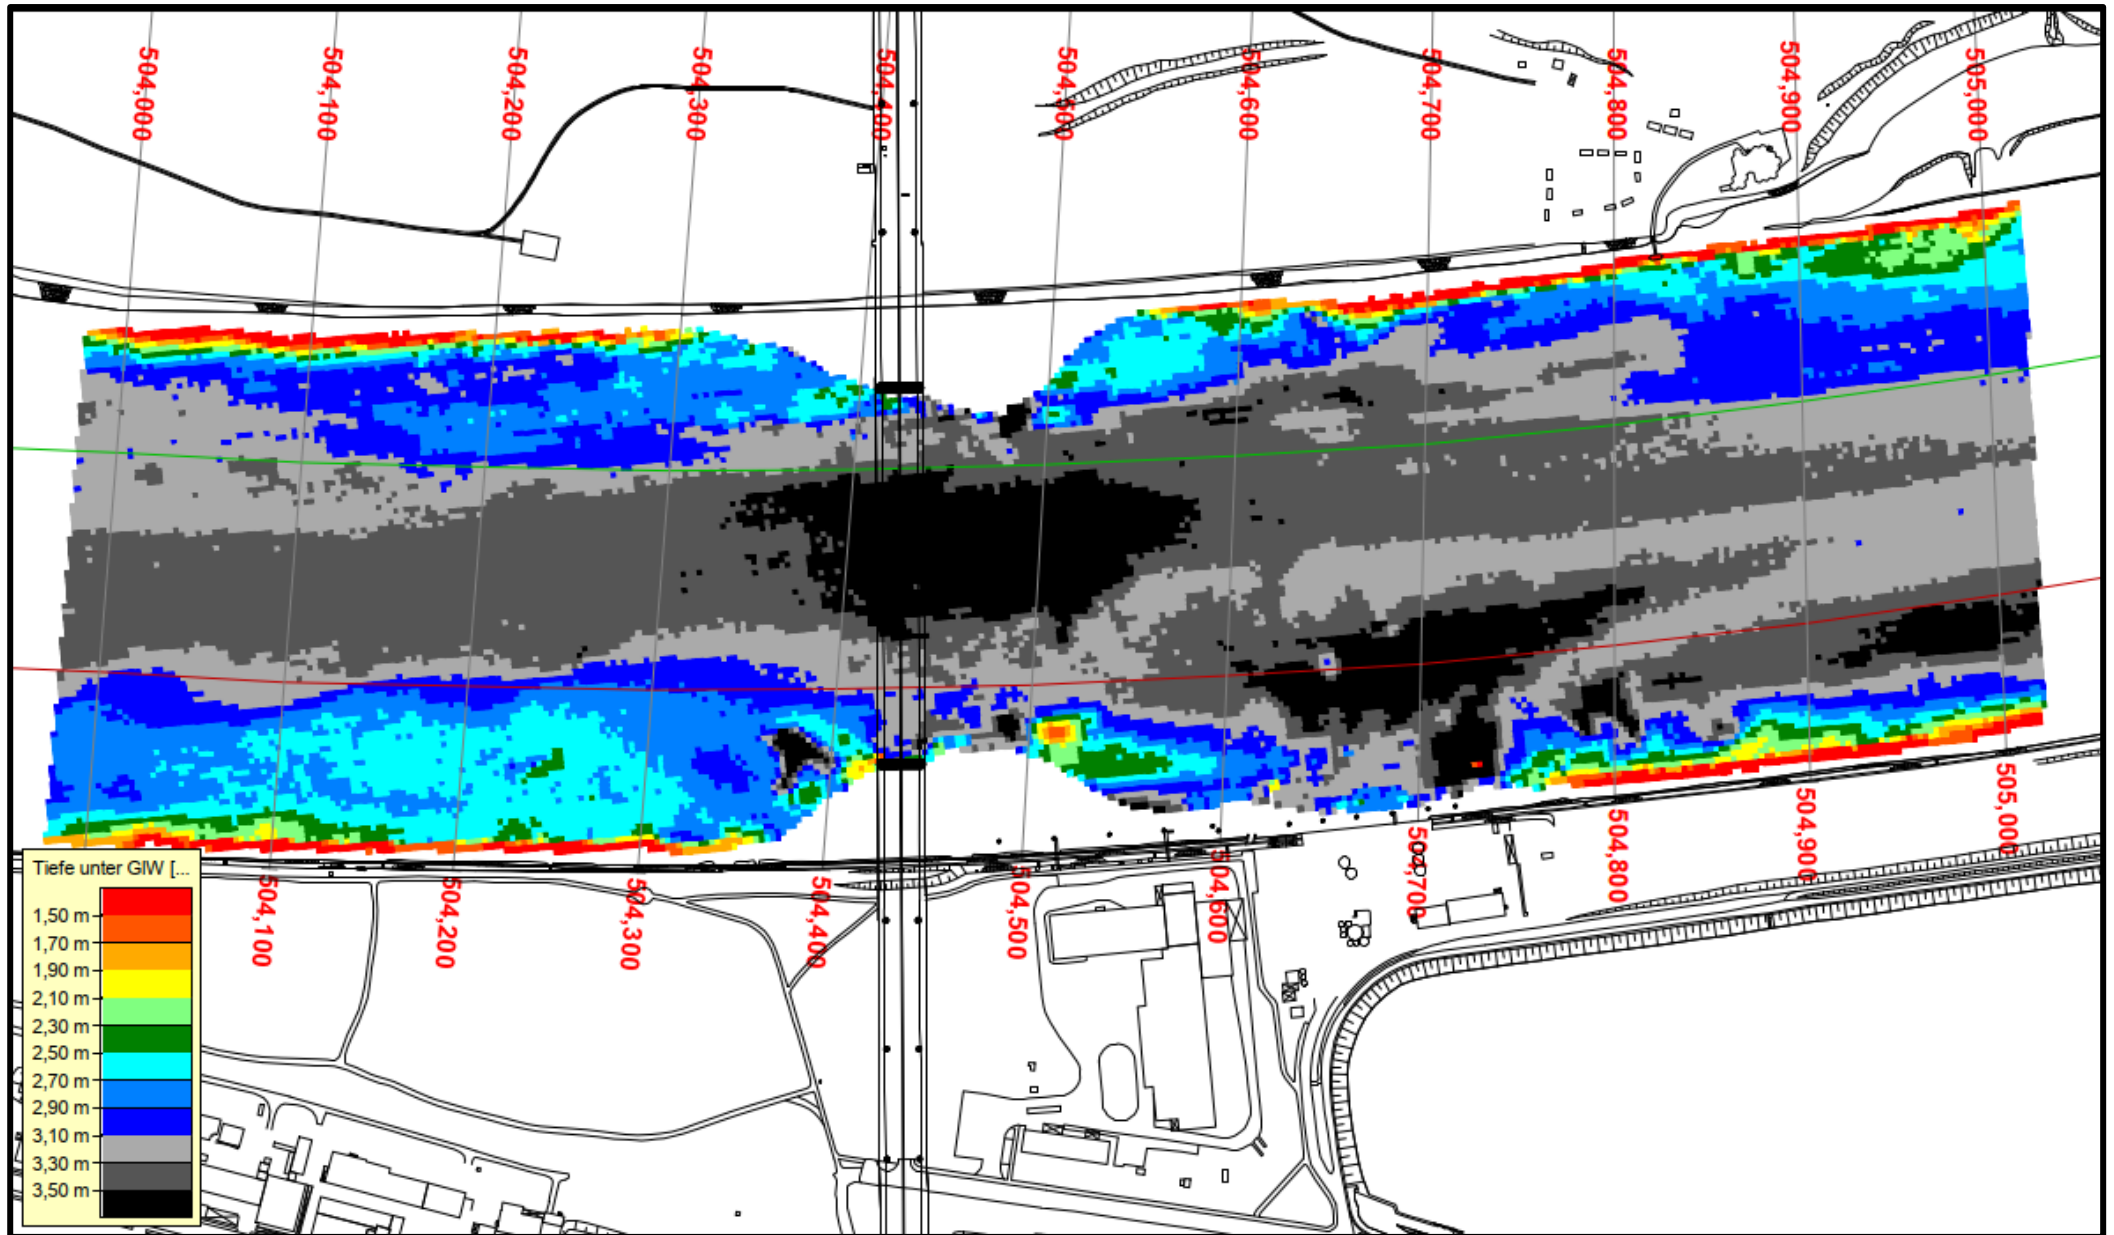 504,000
504,100
504,200
504,300
504,400
504,500
504,600
504,700
504,800
504,900
505,000
504,100
504,200
504,300
504,400
504,500
504,600
504,700
504,800
504,900
505,000
Tiefe unter GlW [...
1,50 m
1,70 m
1,90 m
2,10 m
2,30 m
2,50 m
2,70 m
2,90 m
3,10 m
3,30 m
3,50 m